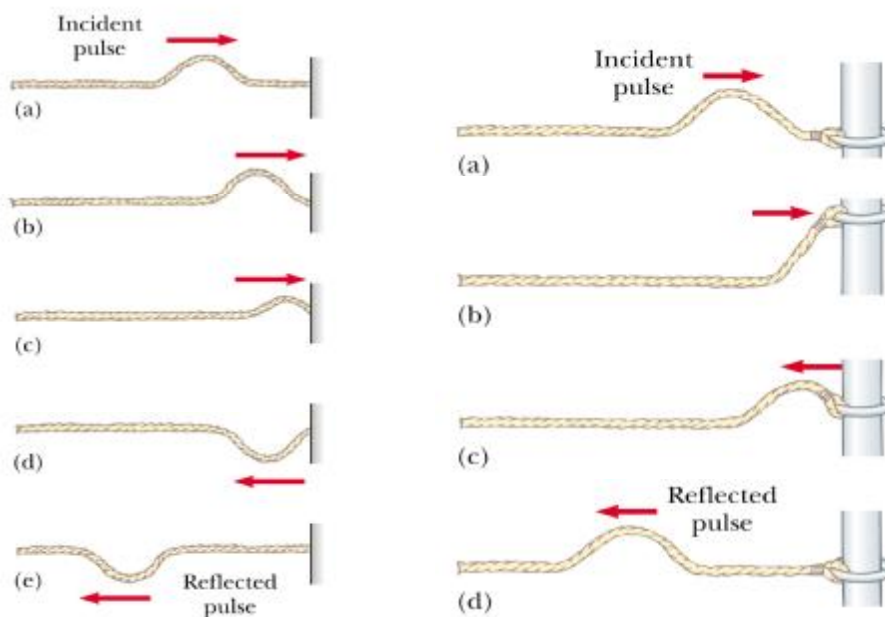 Incident
pulse
(a)
(b)
(c)
(d)
(e)
Reflected
pulse
Incident
pulse
(a)
(b)
(c)
Reflected
pulse
(d)